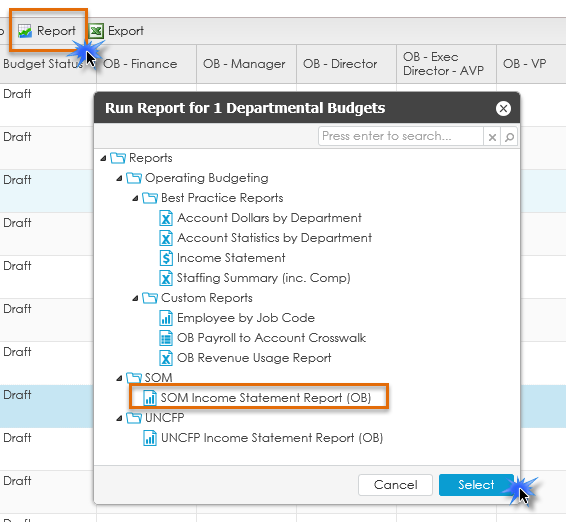 Report Export
Budget Status OB - Finance OB - Manager OB - Director OB - Exec Director - AVP OB - VP
Draft
Run Report for 1 Departmental Budgets
Press enter to search...
Draft
Reports
Draft
Operating Budgeting
Best Practice Reports
Account Dollars by Department
Draft
Account Statistics by Department
Income Statement
Draft
Staffing Summary (inc. Comp)
Custom Reports
Draft
Employee by Job Code
OB Payroll to Account Crosswalk
Draft
OB Revenue Usage Report
SOM
Draft
SOM Income Statement Report (OB)
UNCFP
Draft
UNCFP Income Statement Report (OB)
Draft
Cancel Select